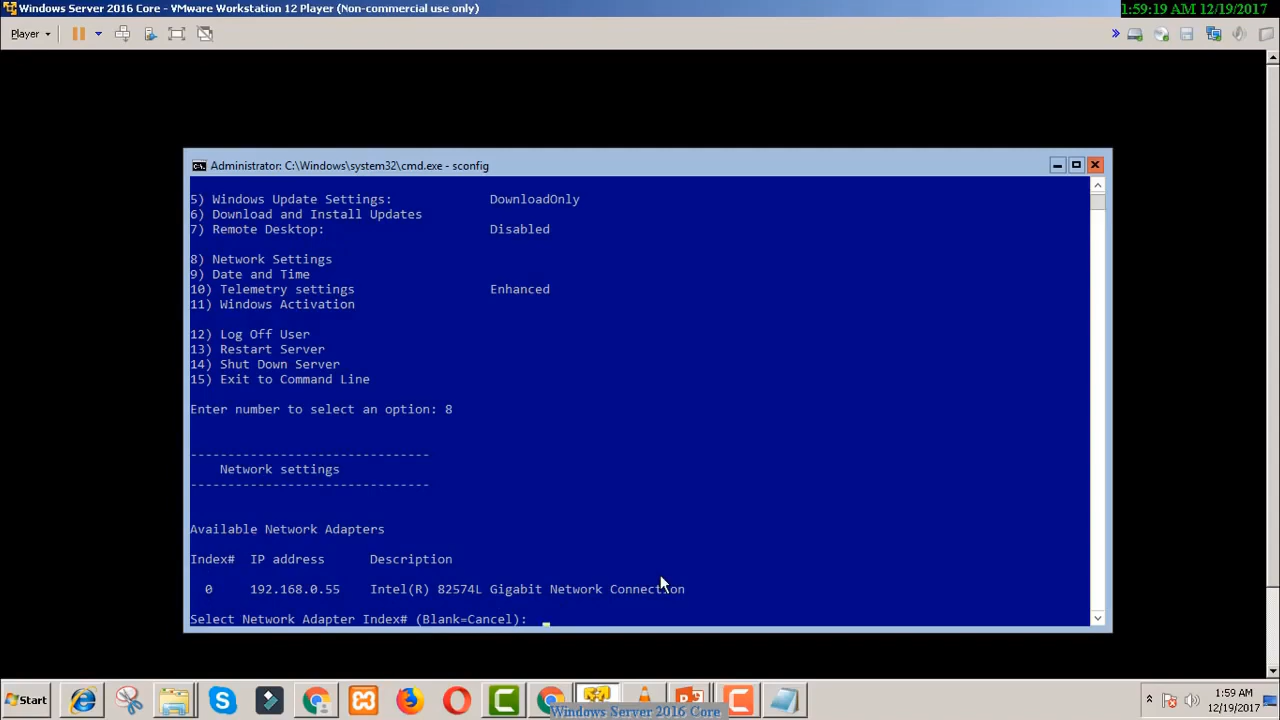 Windows Server 2016 Core - VMware Workstation 12 Player (Non-commercial use only)
1:59:19 AM 12/19/2017
Player
Administrator: C:\Windows\system32\cmd.exe - sconfig
5) Windows Update Settings: DownloadOnly
6) Download and Install Updates
7) Remote Desktop: Disabled
8) Network Settings
9) Date and Time
10) Telemetry settings Enhanced
11) Windows Activation
12) Log Off User
13) Restart Server
14) Shut Down Server
15) Exit to Command Line
Enter number to select an option: 8
--------------------------------
Network settings
--------------------------------
Available Network Adapters
Index# IP address Description
0 192.168.0.55 Intel(R) 82574L Gigabit Network Connection
Select Network Adapter Index# (Blank=Cancel):
Start
1:59 AM
12/19/2017
Windows Server 2016 Core